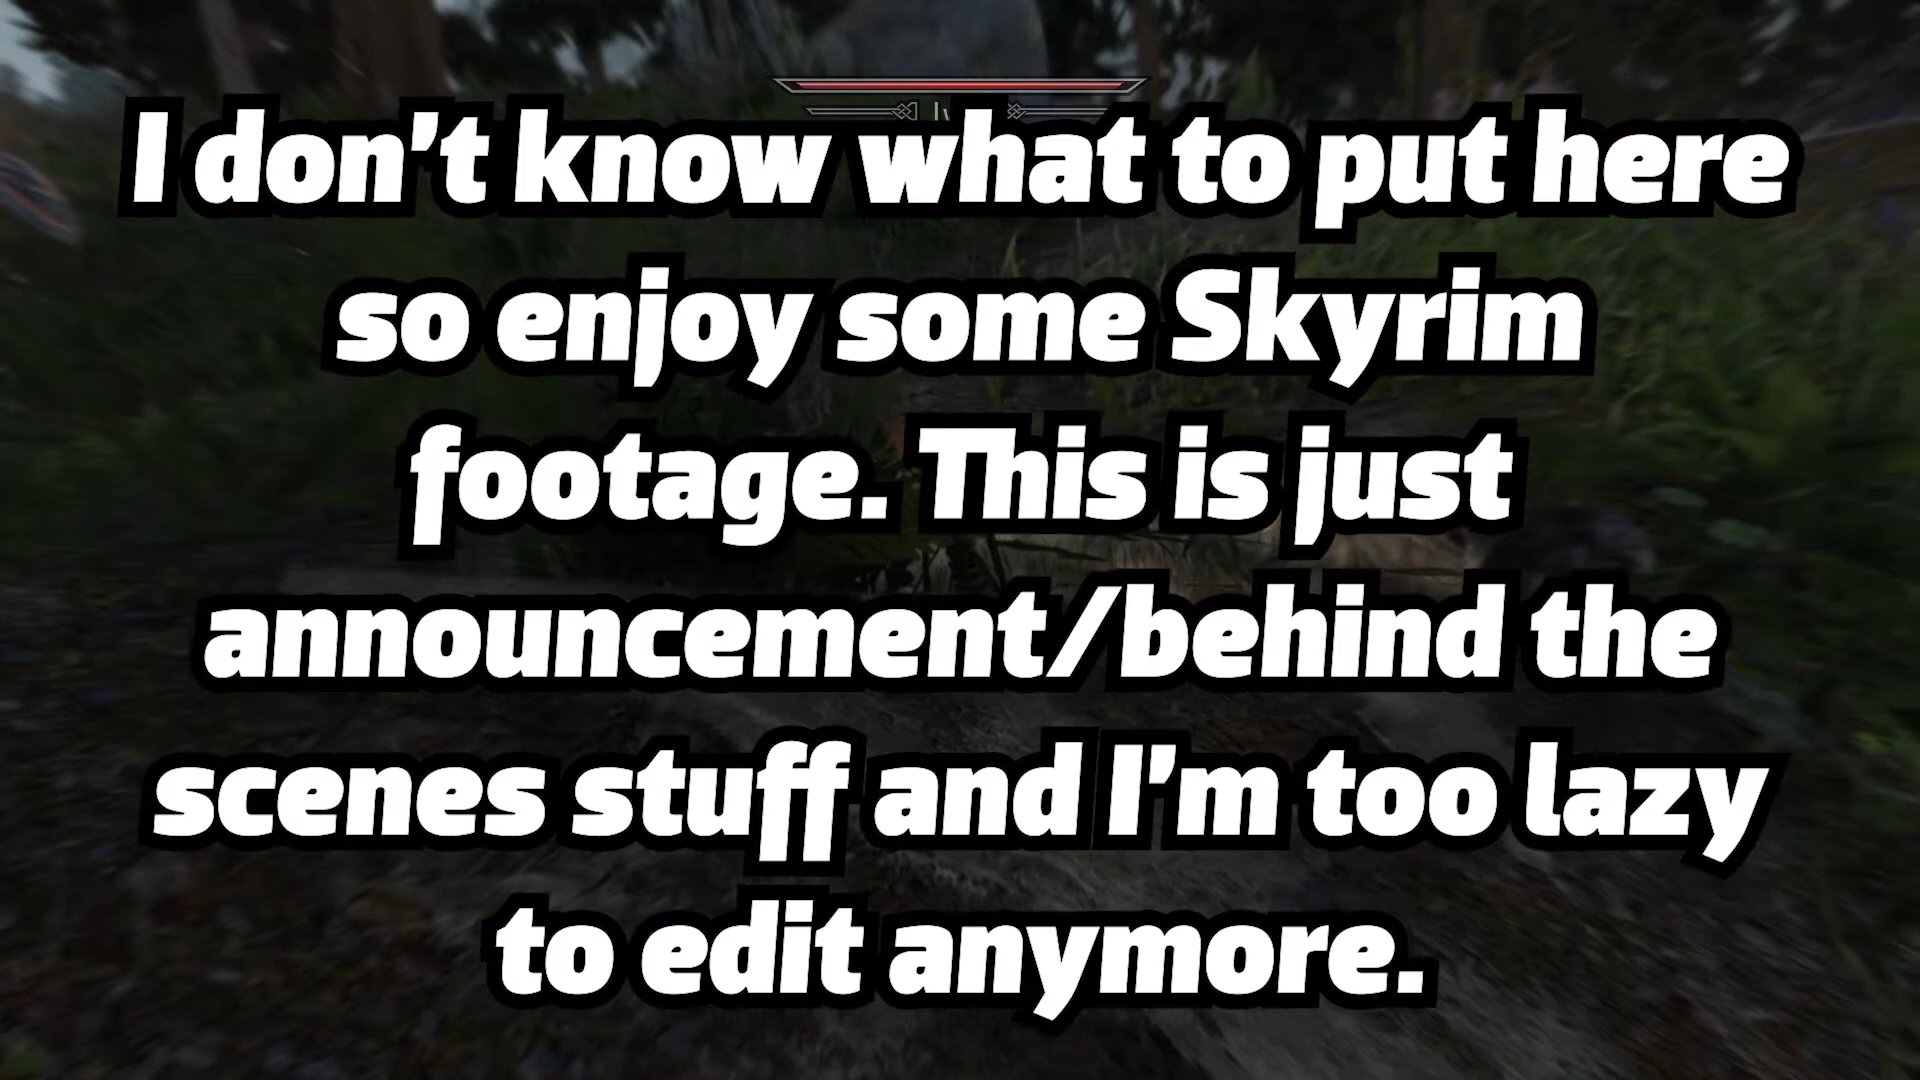 I don't know what to put here
so enjoy some Skyrim
footage. This is just
announcement/behind the
scenes stuff and I'm too lazy
to edit anymore.